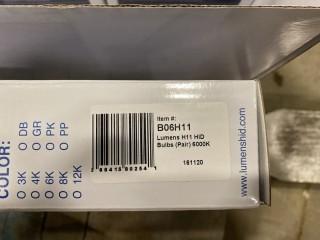 Item #:
B06H11
Lumens H11 HID
Bulbs (Pair) 6000K
161120
www.lumenshid.com
COLOR:
O 3K O DB
O 4K O GR
O 6K O PK
O 8K O PP
O 12K